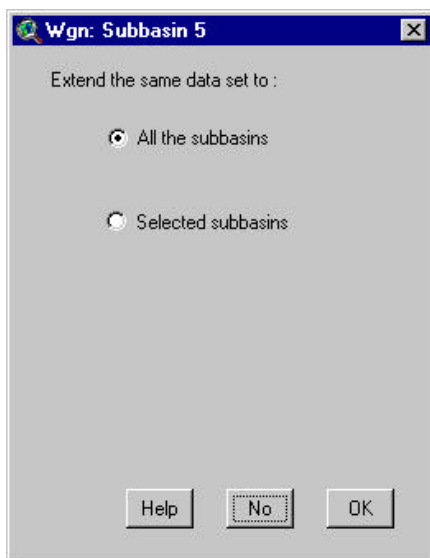 Wgn: Subbasin 5
Extend the same data set to :
All the subbasins
Selected subbasins
Help No OK